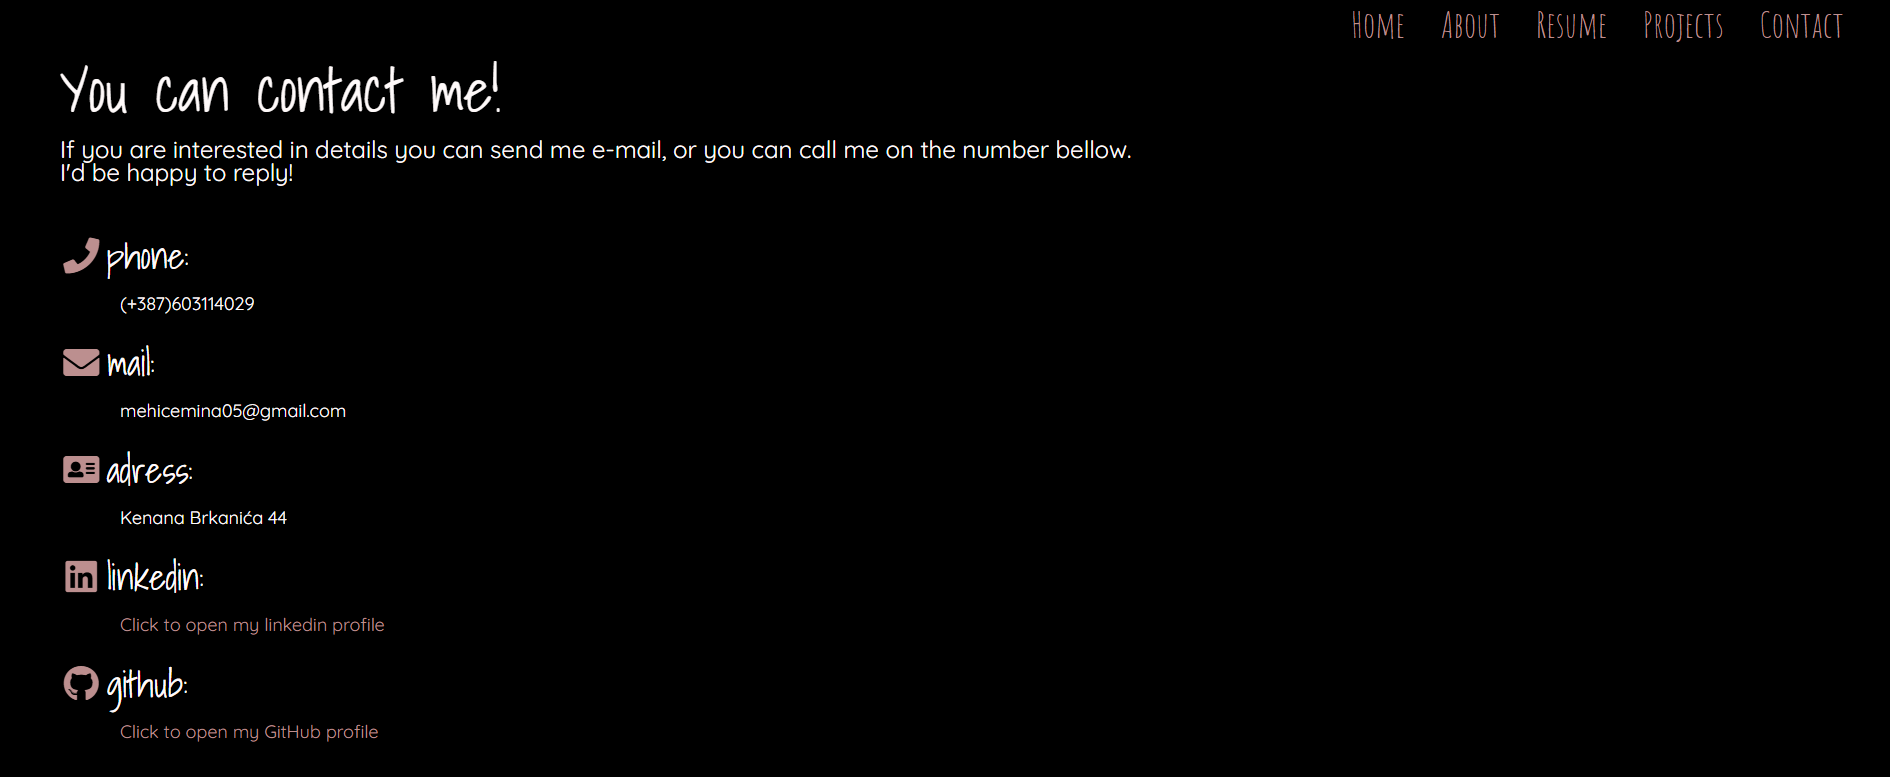 Home About Resume Projects Contact
You can contact me!
If you are interested in details you can send me e-mail, or you can call me on the number bellow.
I'd be happy to reply!
phone:
(+387)603114029
mail:
mehicemina05@gmail.com
adress:
Kenana Brkanića 44
linkedin:
Click to open my linkedin profile
github:
Click to open my GitHub profile